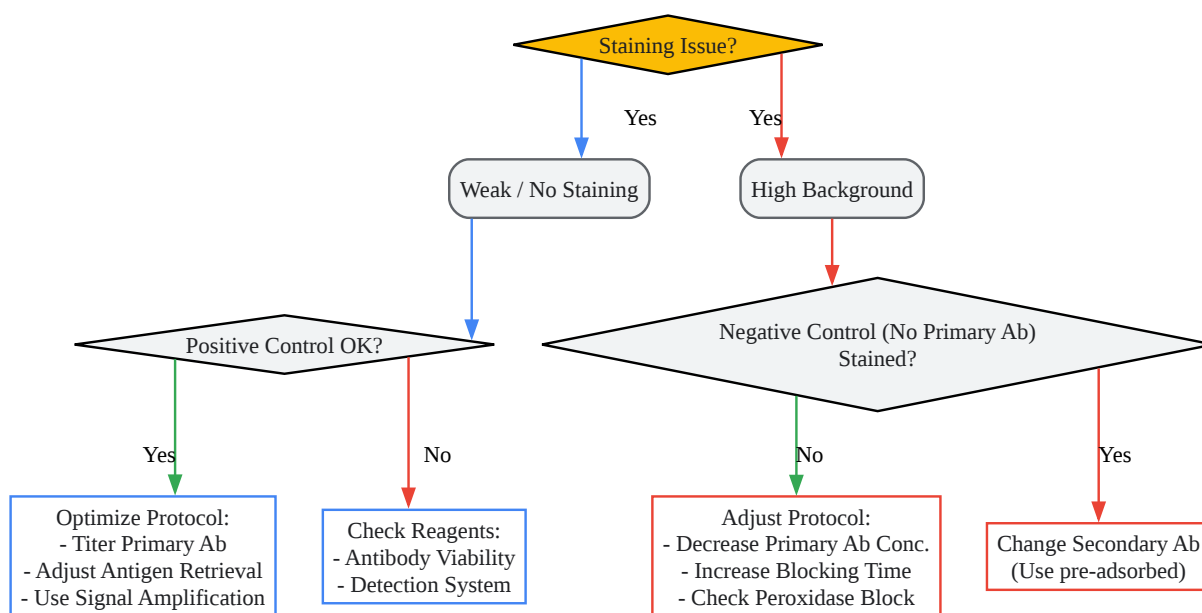 Staining Issue?
Yes
Yes
Weak / No Staining
High Background
Positive Control OK?
Negative Control (No Primary Ab)
Stained?
Yes
No
No
Yes
Optimize Protocol:
- Titer Primary Ab
- Adjust Antigen Retrieval
- Use Signal Amplification
Check Reagents:
- Antibody Viability
- Detection System
Adjust Protocol:
- Decrease Primary Ab Conc.
- Increase Blocking Time
- Check Peroxidase Block
Change Secondary Ab
(Use pre-adsorbed)